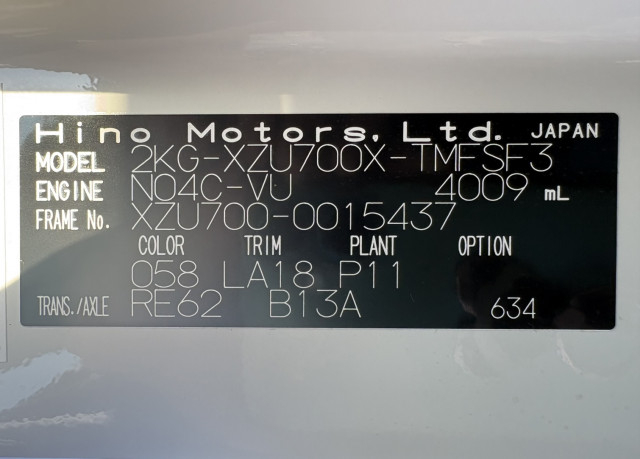 Hino Motors, Ltd. JAPAN
MODEL 2KG-XZU700X-TMFSF3
ENGINE N04C-VU 4009 mL
FRAME No. XZU700-0015437
COLOR TRIM PLANT OPTION
058 LA18 P11
TRANS./AXLE RE62 B13A 634